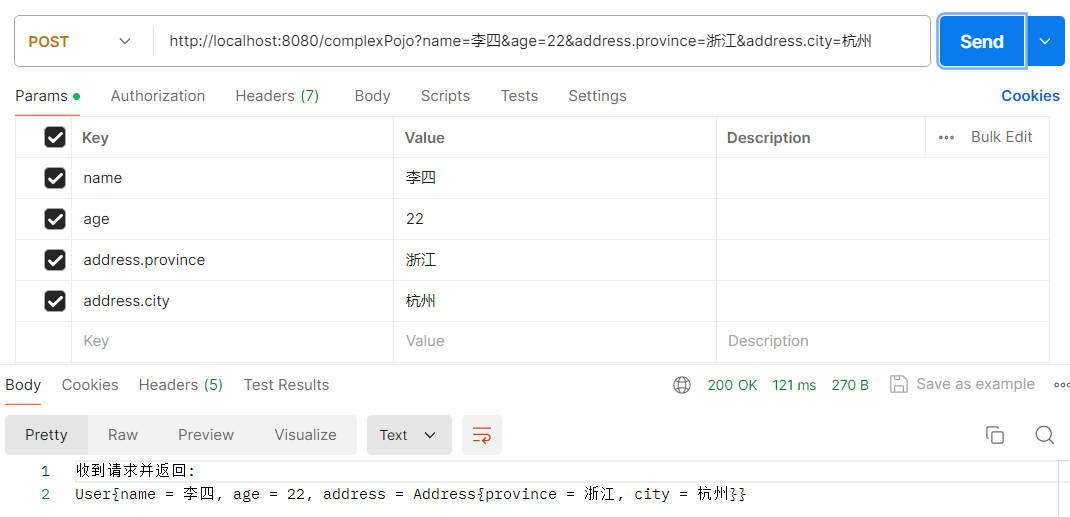 POST http://localhost:8080/complexPojo?name=李四&age=22&address.province=浙江&address.city=杭州 Send
Params Authorization Headers (7) Body Scripts Tests Settings Cookies
Key Value Description Bulk Edit
name 李四
age 22
address.province 浙江
address.city 杭州
Key Value Description
Body Cookies Headers (5) Test Results 200 OK 121 ms 270 B Save as example
Pretty Raw Preview Visualize Text
1 收到请求并返回:
2 User{name = 李四, age = 22, address = Address{province = 浙江, city = 杭州}}